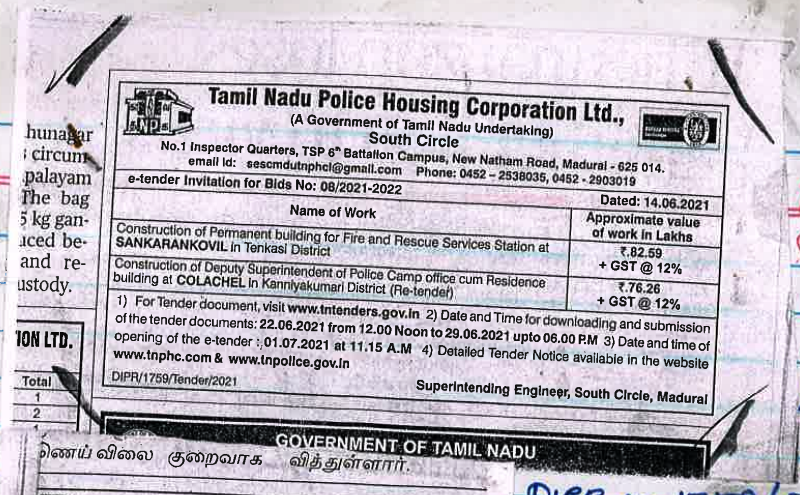 hunagar
circum
palayam
The bag
5 kg gan-
uced be-
and re-
ustody.
ION LTD.
Total
1
2
Tamil Nadu Police Housing Corporation Ltd.,
(A Government of Tamil Nadu Undertaking)
South Circle
No.1 Inspector Quarters, TSP 6th Battalion Campus, New Natham Road, Madurai - 625 014.
email Id: sescmdutnphcl@gmail.com Phone: 0452 – 2538035, 0452 - 2903019
e-tender Invitation for Bids No: 08/2021-2022
Dated: 14.06.2021
Name of Work
Approximate value
of work in Lakhs
Construction of Permanent building for Fire and Rescue Services Station at
SANKARANKOVIL in Tenkasi District
₹.82.59
+ GST @ 12%
Construction of Deputy Superintendent of Police Camp office cum Residence
building at COLACHEL in Kanniyakumari District (Re-tender)
₹.76.26
+ GST @ 12%
1) For Tender document, visit www.tntenders.gov.in 2) Date and Time for downloading and submission
of the tender documents: 22.06.2021 from 12.00 Noon to 29.06.2021 upto 06.00 P.M 3) Date and time of
opening of the e-tender :, 01.07.2021 at 11.15 A.M 4) Detailed Tender Notice available in the website
www.tnphc.com & www.tnpolice.gov.in
DIPR/1759/Tender/2021
Superintending Engineer, South Circle, Madurai
GOVERNMENT OF TAMIL NADU
விலை குறைவாக வித்துள்ளார்.